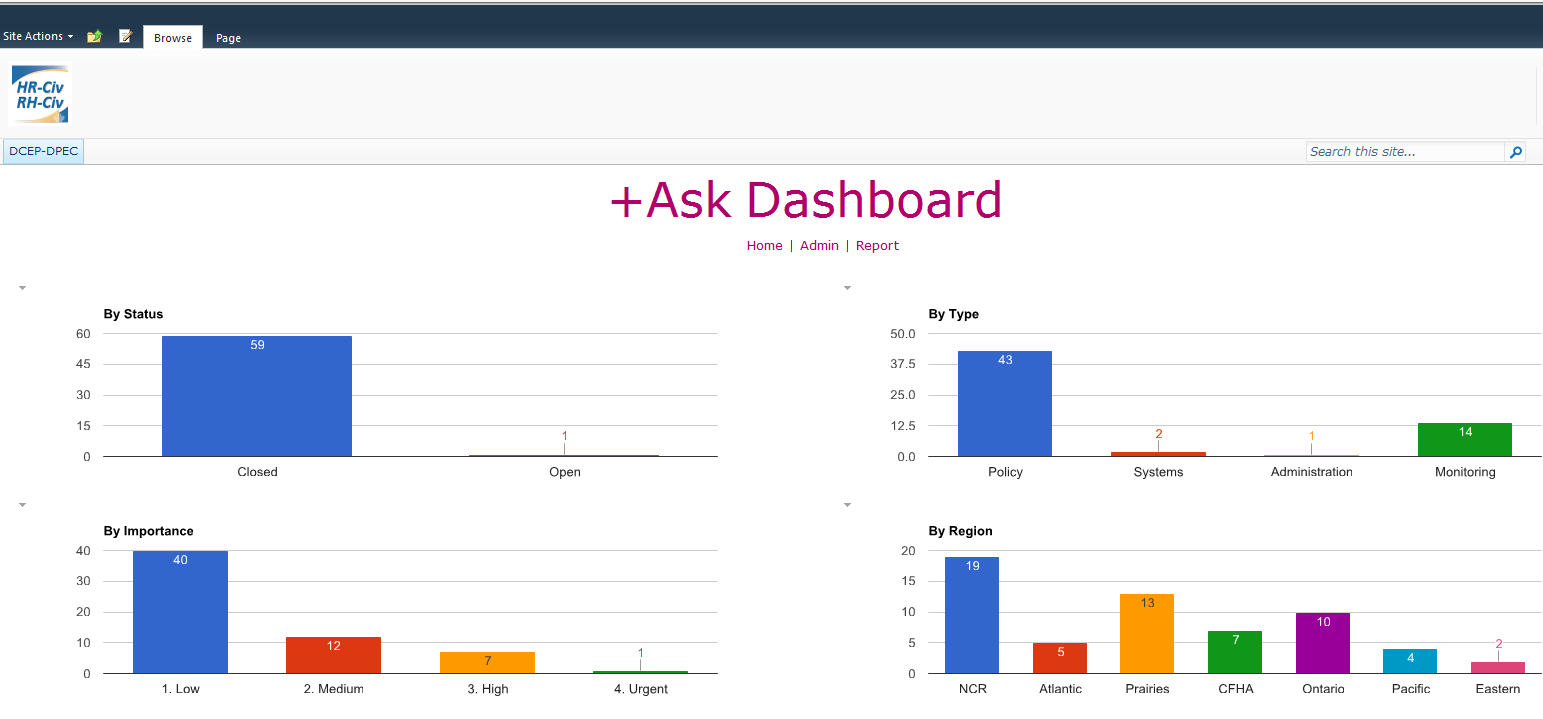 Site Actions Browse Page
HR-Civ
RH-Civ
DCEP-DPEC Search this site...
+Ask Dashboard
Home | Admin | Report
By Status
60
45
30
15
0
59
1
Closed Open
By Type
50.0
37.5
25.0
12.5
0.0
43
2
1
14
Policy Systems Administration Monitoring
By Importance
40
30
20
10
0
40
12
7
1
1. Low 2. Medium 3. High 4. Urgent
By Region
20
15
10
5
0
19
5
13
7
10
4
2
NCR Atlantic Prairies CFHA Ontario Pacific Eastern